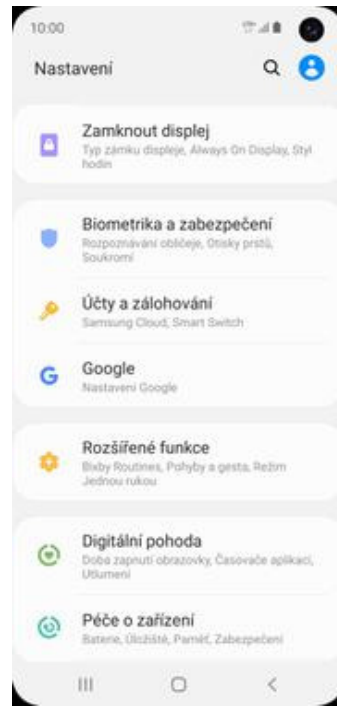 10:00
Nastavení
Zamknout displej
Typ zámku displeje, Always On Display, Styl
hodin
Biometrika a zabezpečení
Rozpoznávání obličeje, Otisky prstů,
Soukromí
Účty a zálohování
Samsung Cloud, Smart Switch
Google
Nastavení Google
Rozšířené funkce
Bixby Routines, Pohyby a gesta, Režim
Jednou rukou
Digitální pohoda
Doba zapnutí obrazovky, Časovače aplikací,
Utlumení
Péče o zařízení
Baterie, Úložiště, Paměť, Zabezpečení